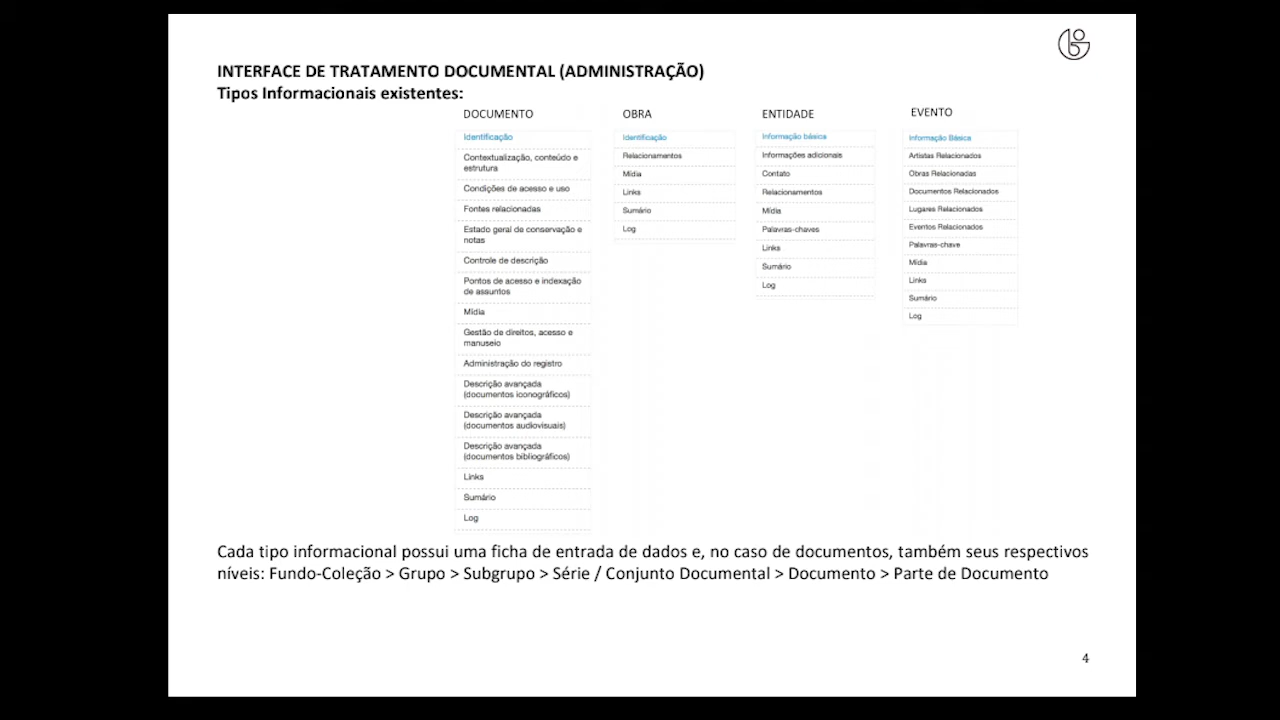 INTERFACE DE TRATAMENTO DOCUMENTAL (ADMINISTRAÇÃO)
Tipos Informacionais existentes:
DOCUMENTO
Identificação
Contextualização, conteúdo e
estrutura
Condições de acesso e uso
Fontes relacionadas
Estado geral de conservação e
notas
Controle de descrição
Pontos de acesso e indexação
de assuntos
Mídia
Gestão de direitos, acesso e
manuseio
Administração do registro
Descrição avançada
(documentos iconográficos)
Descrição avançada
(documentos audiovisuais)
Descrição avançada
(documentos bibliográficos)
Links
Sumário
Log
OBRA
Identificação
Relacionamentos
Mídia
Links
Sumário
Log
ENTIDADE
Informação básica
Informações adicionais
Contato
Relacionamentos
Mídia
Palavras-chaves
Links
Sumário
Log
EVENTO
Informação Básica
Artistas Relacionados
Obras Relacionadas
Documentos Relacionados
Lugares Relacionados
Eventos Relacionados
Palavras-chave
Mídia
Links
Sumário
Log
Cada tipo informacional possui uma ficha de entrada de dados e, no caso de documentos, também seus respectivos
níveis: Fundo-Coleção > Grupo > Subgrupo > Série / Conjunto Documental > Documento > Parte de Documento
4